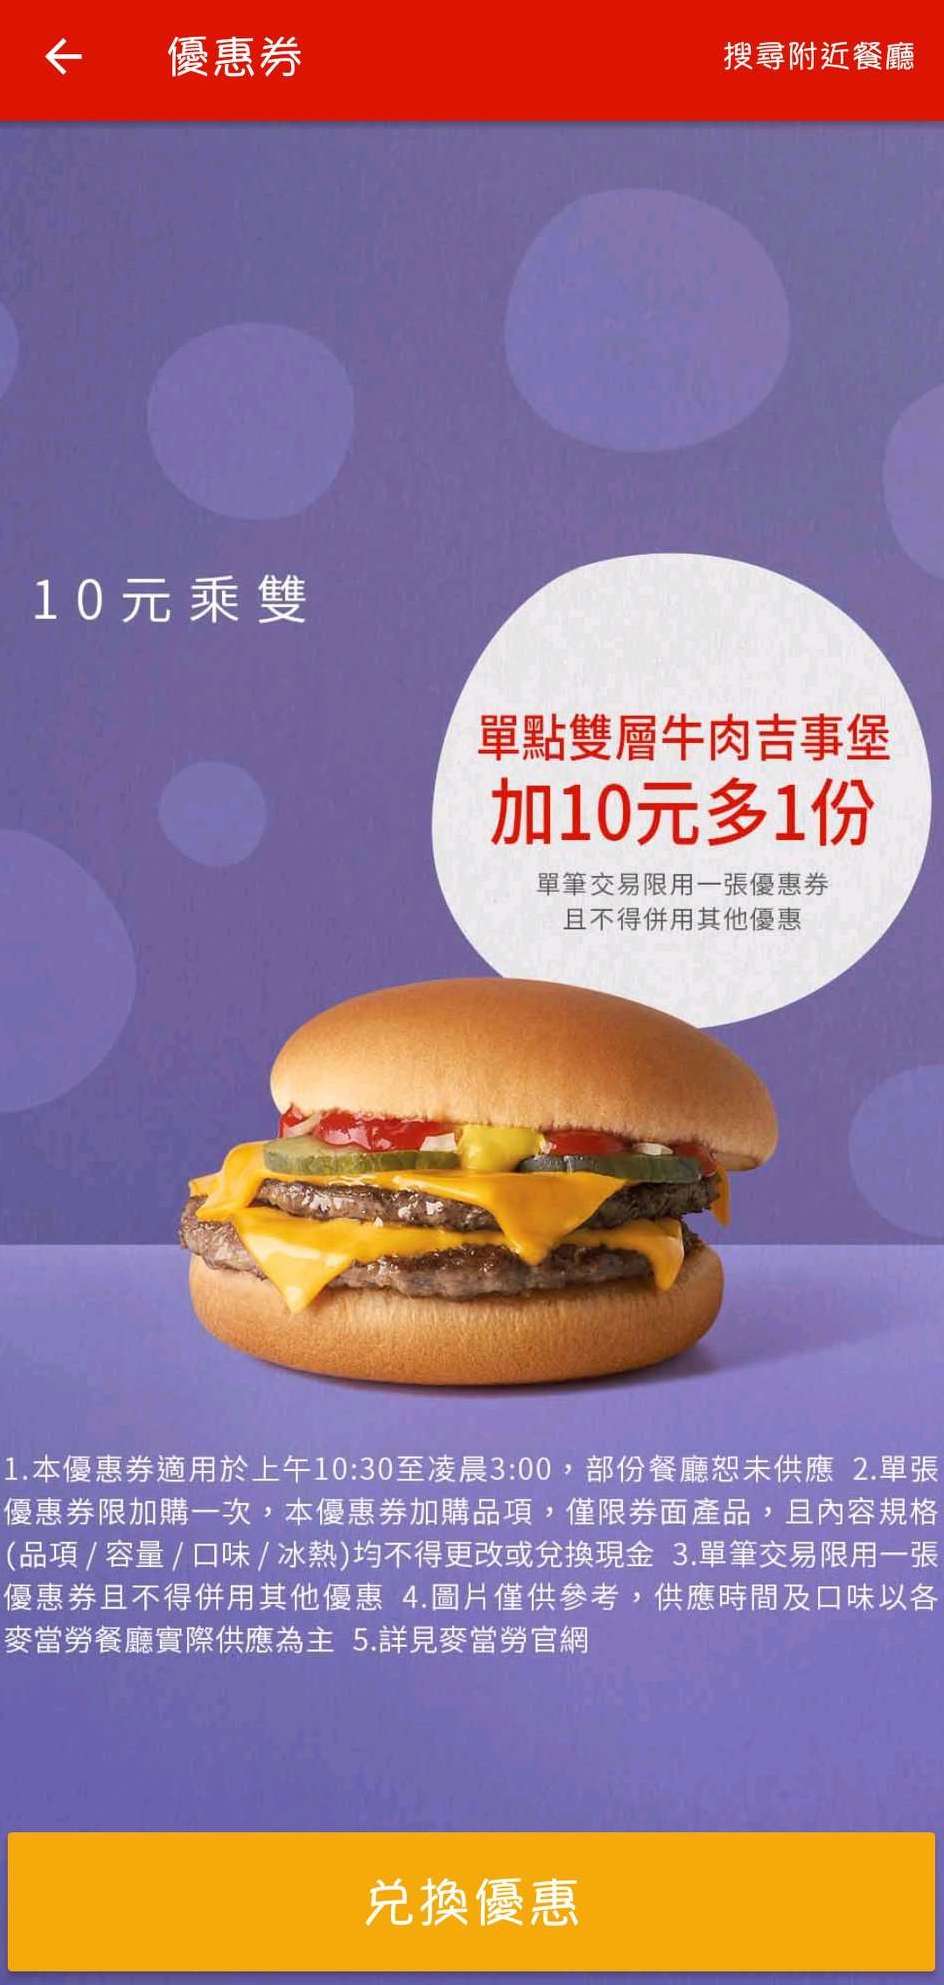 優惠券
搜尋附近餐廳
10元乘雙
單點雙層牛肉吉事堡
加10元多1份
單筆交易限用一張優惠券
且不得併用其他優惠
1.本優惠券適用於上午10:30至凌晨3:00，部份餐廳恕未供應 2.單張
優惠券限加購一次，本優惠券加購品項，僅限券面產品，且內容規格
(品項/容量/口味/冰熱)均不得更改或兌換現金 3.單筆交易限用一張
優惠券且不得併用其他優惠 4.圖片僅供參考，供應時間及口味以各
麥當勞餐廳實際供應為主 5.詳見麥當勞官網
兌換優惠